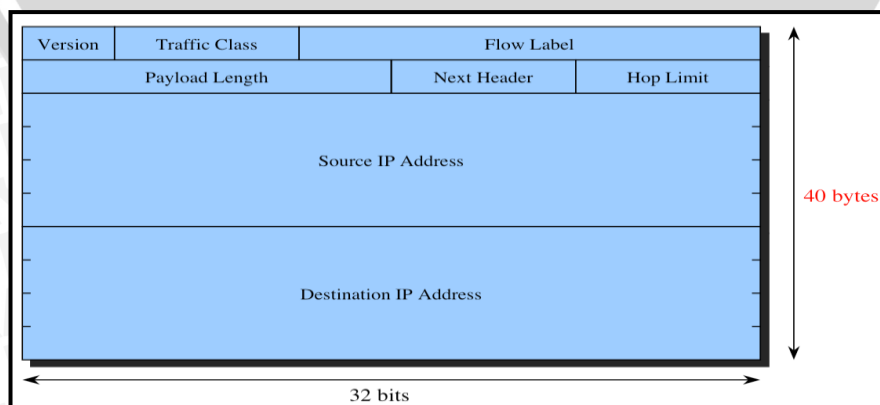 Version Traffic Class Flow Label
Payload Length Next Header Hop Limit
Source IP Address
40 bytes
Destination IP Address
32 bits